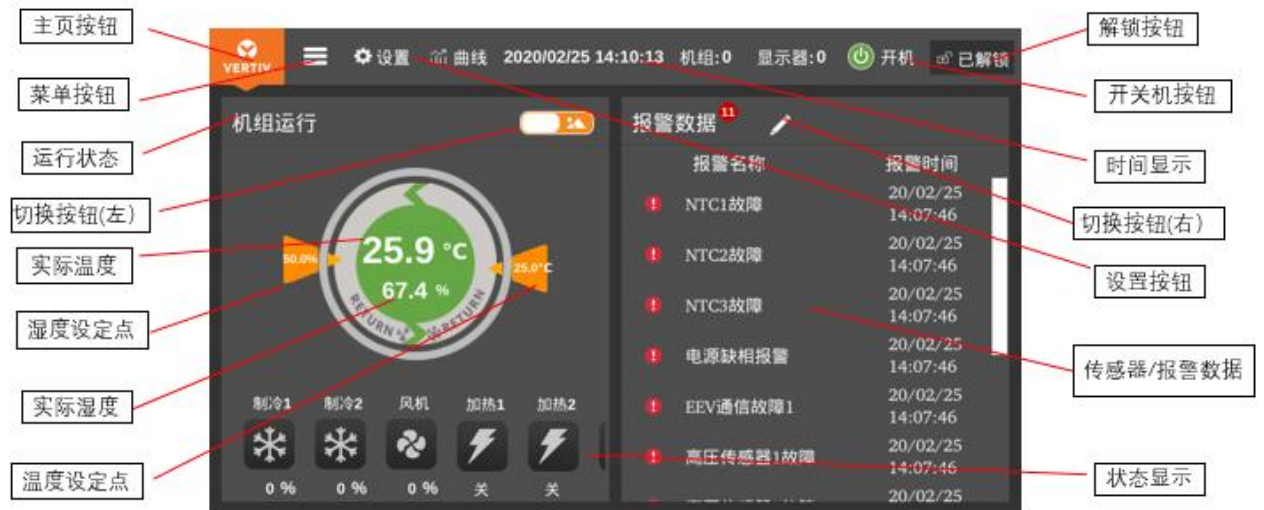 主页按钮
菜单按钮
运行状态
切换按钮(左)
实际温度
湿度设定点
实际湿度
温度设定点
VERTIV
设置
曲线
2020/02/25 14:10:13
机组:0
显示器:0
开机
已解锁
机组运行
50.0%
25.9 °C
67.4 %
25.0°C
RETURN
RETURN
制冷1 制冷2 风机 加热1 加热2
0 % 0 % 0 % 关 关
报警数据 11
报警名称 报警时间
NTC1故障 20/02/25
14:07:46
NTC2故障 20/02/25
14:07:46
NTC3故障 20/02/25
14:07:46
电源缺相报警 20/02/25
14:07:46
EEV通信故障1 20/02/25
14:07:46
高压传感器1故障 20/02/25
14:07:46
20/02/25
解锁按钮
开关机按钮
时间显示
切换按钮(右)
设置按钮
传感器/报警数据
状态显示